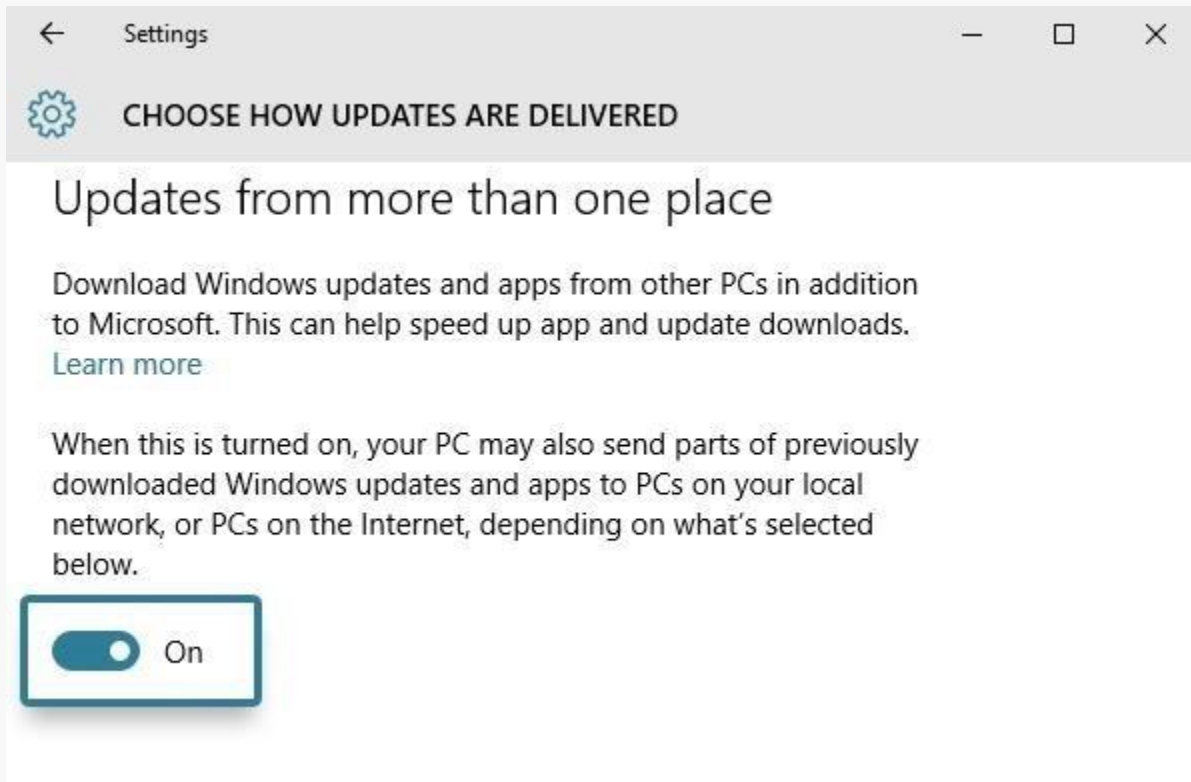 Settings
CHOOSE HOW UPDATES ARE DELIVERED
Updates from more than one place
Download Windows updates and apps from other PCs in addition
to Microsoft. This can help speed up app and update downloads.
Learn more
When this is turned on, your PC may also send parts of previously
downloaded Windows updates and apps to PCs on your local
network, or PCs on the Internet, depending on what’s selected
below.
On